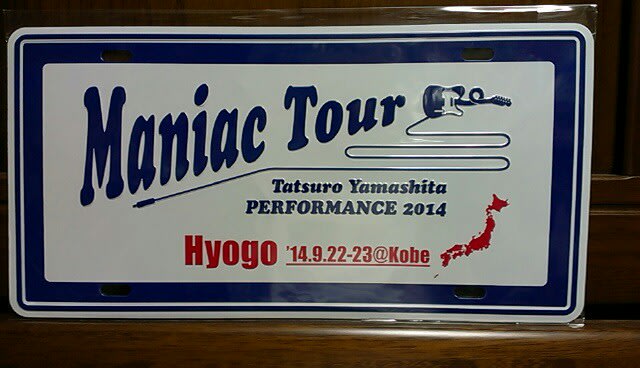 Maniac Tour
Tatsuro Yamashita
PERFORMANCE 2014
Hyogo '14.9.22-23@Kobe